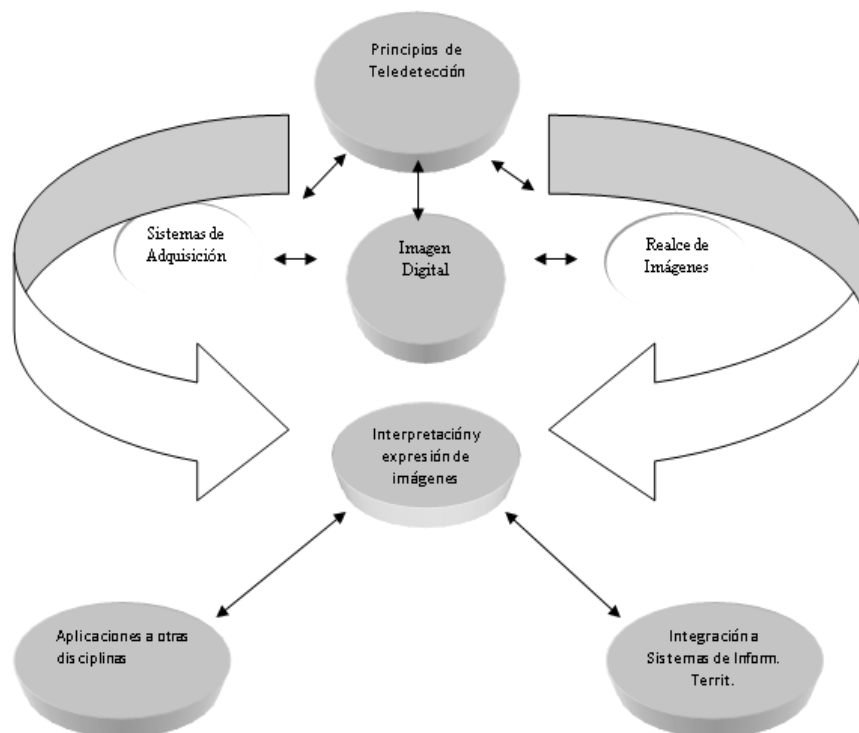 Principios de
Teledetección
Sistemas de
Adquisición
Imagen
Digital
Realce de
Imágenes
Interpretación y
expresión de
imágenes
Aplicaciones a otras
disciplinas
Integración a
Sistemas de Inform.
Territ.